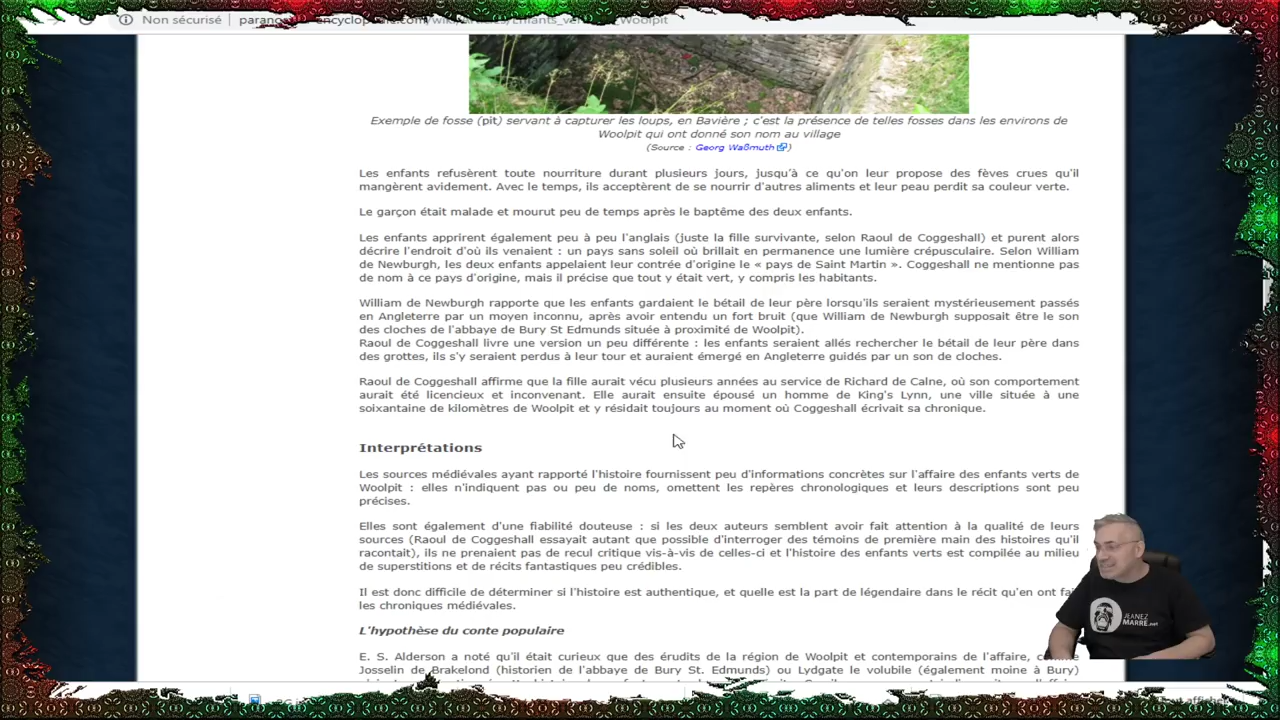 Non sécurisé
Exemple de fosse (pit) servant à capturer les loups, en Bavière ; c'est la présence de telles fosses dans les environs de
Woolpit qui ont donné son nom au village
(Source : Georg Waßmuth)
Les enfants refusèrent toute nourriture durant plusieurs jours, jusqu'à ce qu'on leur propose des fèves crues qu'il
mangèrent avidement. Avec le temps, ils acceptèrent de se nourrir d'autres aliments et leur peau perdit sa couleur verte.
Le garçon était malade et mourut peu de temps après le baptême des deux enfants.
Les enfants apprirent également peu à peu l'anglais (juste la fille survivante, selon Raoul de Coggeshall) et purent alors
décrire l'endroit d'où ils venaient : un pays sans soleil où brillait en permanence une lumière crépusculaire. Selon William
de Newburgh, les deux enfants appelaient leur contrée d'origine le « pays de Saint Martin ». Coggeshall ne mentionne pas
de nom à ce pays d'origine, mais il précise que tout y était vert, y compris les habitants.
William de Newburgh rapporte que les enfants gardaient le bétail de leur père lorsqu'ils seraient mystérieusement passés
en Angleterre par un moyen inconnu, après avoir entendu un fort bruit (que William de Newburgh supposait être le son
des cloches de l'abbaye de Bury St Edmunds située à proximité de Woolpit).
Raoul de Coggeshall livre une version un peu différente : les enfants seraient allés rechercher le bétail de leur père dans
des grottes, ils s'y seraient perdus à leur tour et auraient émergé en Angleterre guidés par un son de cloches.
Raoul de Coggeshall affirme que la fille aurait vécu plusieurs années au service de Richard de Calne, où son comportement
aurait été licencieux et inconvenant. Elle aurait ensuite épousé un homme de King's Lynn, une ville située à une
soixantaine de kilomètres de Woolpit et y résidait toujours au moment où Coggeshall écrivait sa chronique.
Interprétations
Les sources médiévales ayant rapporté l'histoire fournissent peu d'informations concrètes sur l'affaire des enfants verts de
Woolpit : elles n'indiquent pas ou peu de noms, omettent les repères chronologiques et leurs descriptions sont peu
précises.
Elles sont également d'une fiabilité douteuse : si les deux auteurs semblent avoir fait attention à la qualité de leurs
sources (Raoul de Coggeshall essayait autant que possible d'interroger des témoins de première main des histoires qu'il
racontait), ils ne prenaient pas de recul critique vis-à-vis de celles-ci et l'histoire des enfants verts est compilée au milieu
de superstitions et de récits fantastiques peu crédibles.
Il est donc difficile de déterminer si l'histoire est authentique, et quelle est la part de légendaire dans le récit qu'en ont
les chroniques médiévales.
L'hypothèse du conte populaire
E. S. Alderson a noté qu'il était curieux que des érudits de la région de Woolpit et contemporains de l'affaire,
Josselin de Brakelond (historien de l'abbaye de Bury St. Edmunds) ou Lydgate le volubile (également moine à Bury)
JEANEZ
MARRE.net